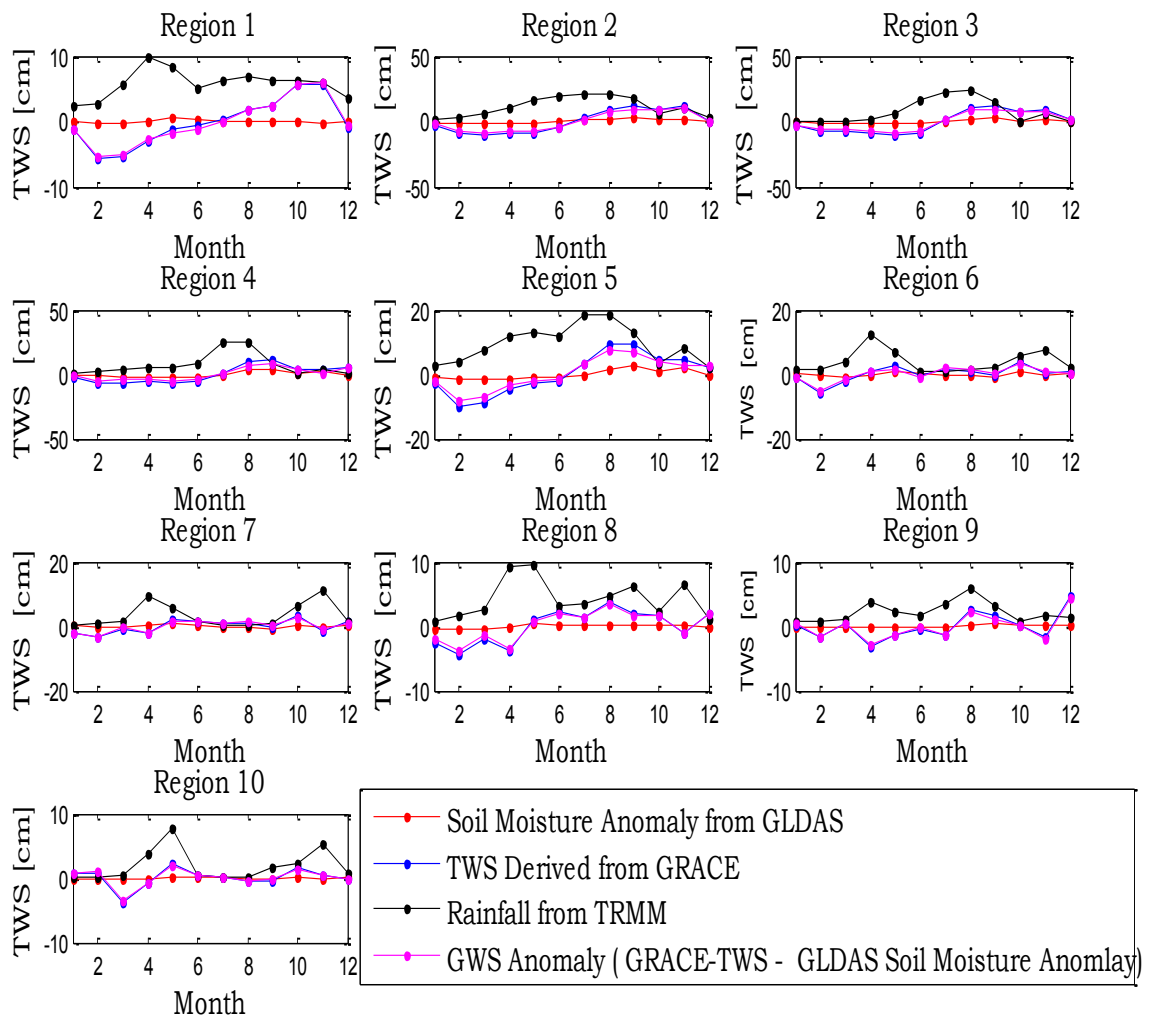 Region 1
Region 2
Region 3
TWS [cm]
10
0
-10
2 4 6 8 10 12
Month
TWS [cm]
50
0
-50
2 4 6 8 10 12
Month
TWS [cm]
50
0
-50
2 4 6 8 10 12
Month
Region 4
Region 5
Region 6
TWS [cm]
50
0
-50
2 4 6 8 10 12
Month
TWS [cm]
20
0
-20
2 4 6 8 10 12
Month
TWS [cm]
20
0
-20
2 4 6 8 10 12
Month
Region 7
Region 8
Region 9
TWS [cm]
20
0
-20
2 4 6 8 10 12
Month
TWS [cm]
10
0
-10
2 4 6 8 10 12
Month
TWS [cm]
10
0
-10
2 4 6 8 10 12
Month
Region 10
TWS [cm]
10
0
-10
2 4 6 8 10 12
Month
Soil Moisture Anomaly from GLDAS
TWS Derived from GRACE
Rainfall from TRMM
GWS Anomaly ( GRACE-TWS - GLDAS Soil Moisture Anomlay)